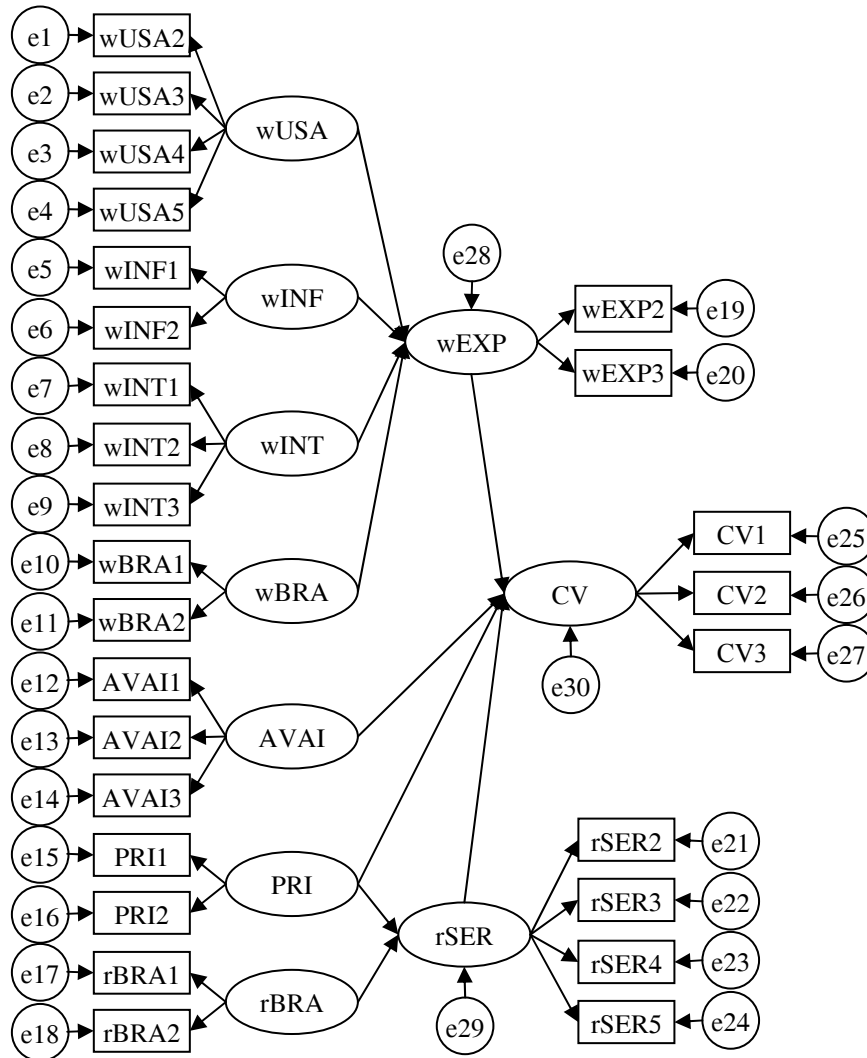 e1 wUSA2
e2 wUSA3
wUSA
e3 wUSA4
e4 wUSA5
e28
e5 wINF1
wINF
wEXP2 e19
e6 wINF2
wEXP
wEXP3 e20
e7 wINT1
e8 wINT2
wINT
e9 wINT3
CV1 e25
e10 wBRA1
wBRA
CV
CV2 e26
e11 wBRA2
CV3 e27
e12 AVAI1
e30
e13 AVAI2
AVAI
e14 AVAI3
rSER2 e21
e15 PRI1
PRI
rSER3 e22
e16 PRI2
rSER
rSER4 e23
e17 rBRA1
rBRA
rSER5 e24
e29
e18 rBRA2